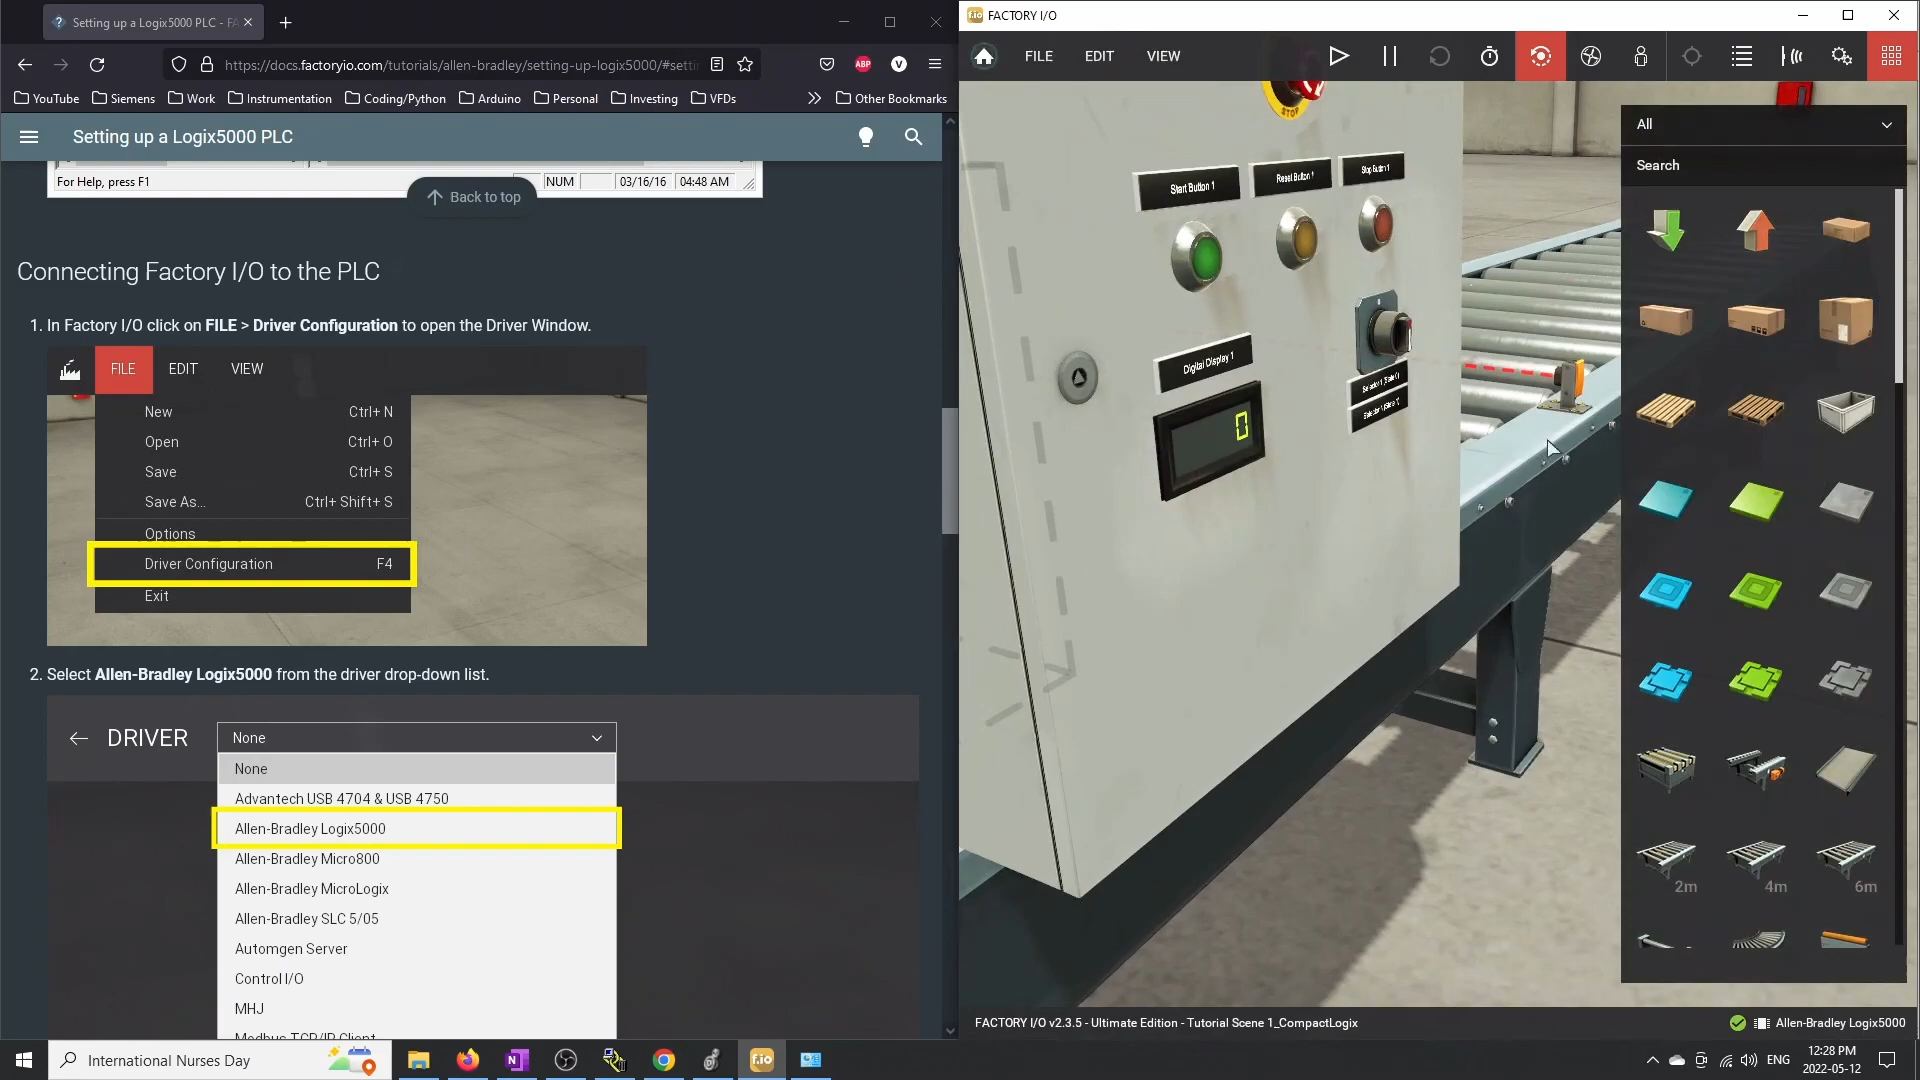 Setting up a Logix5000 PLC - FA
https://docs.factoryio.com/tutorials/allen-bradley/setting-up-logix5000/#setti
ABP
V
YouTube
Siemens
Work
Instrumentation
Coding/Python
Arduino
Personal
Investing
VFDs
Other Bookmarks
Setting up a Logix5000 PLC
For Help, press F1
NUM
03/16/16
04:48 AM
Back to top
Connecting Factory I/O to the PLC
1. In Factory I/O click on FILE > Driver Configuration to open the Driver Window.
FILE EDIT VIEW
New Ctrl+ N
Open Ctrl+ O
Save Ctrl+ S
Save As... Ctrl+ Shift+ S
Options
Driver Configuration F4
Exit
2. Select Allen-Bradley Logix5000 from the driver drop-down list.
DRIVER
None
None
Advantech USB 4704 & USB 4750
Allen-Bradley Logix5000
Allen-Bradley Micro800
Allen-Bradley MicroLogix
Allen-Bradley SLC 5/05
Automgen Server
Control I/O
MHJ
Modbus TCP/IP Client
FACTORY I/O
FILE EDIT VIEW
STOP
Start Button 1
Reset Button 1
Stop Button 1
Digital Display 1
0
All
Search
2m
4m
6m
FACTORY I/O v2.3.5 - Ultimate Edition - Tutorial Scene 1_CompactLogix
Allen-Bradley Logix5000
International Nurses Day
f.io
ENG
12:28 PM
2022-05-12